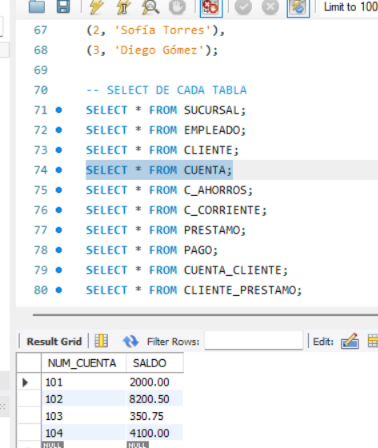 Limit to 100
67 (2, 'Sofía Torres'),
68 (3, 'Diego Gómez');
69
70 -- SELECT DE CADA TABLA
71 SELECT * FROM SUCURSAL;
72 SELECT * FROM EMPLEADO;
73 SELECT * FROM CLIENTE;
74 SELECT * FROM CUENTA;
75 SELECT * FROM C_AHORROS;
76 SELECT * FROM C_CORRIENTE;
77 SELECT * FROM PRESTAMO;
78 SELECT * FROM PAGO;
79 SELECT * FROM CUENTA_CLIENTE;
80 SELECT * FROM CLIENTE_PRESTAMO;
Result Grid Filter Rows: Edit:
NUM_CUENTA SALDO
101 2000.00
102 8200.50
103 350.75
104 4100.00
NULL NULL